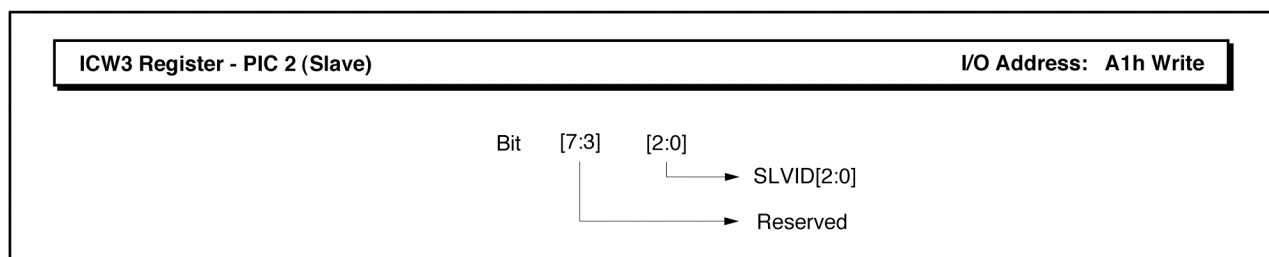 ICW3 Register - PIC 2 (Slave) I/O Address: A1h Write
Bit [7:3] [2:0]
SLVID[2:0]
Reserved